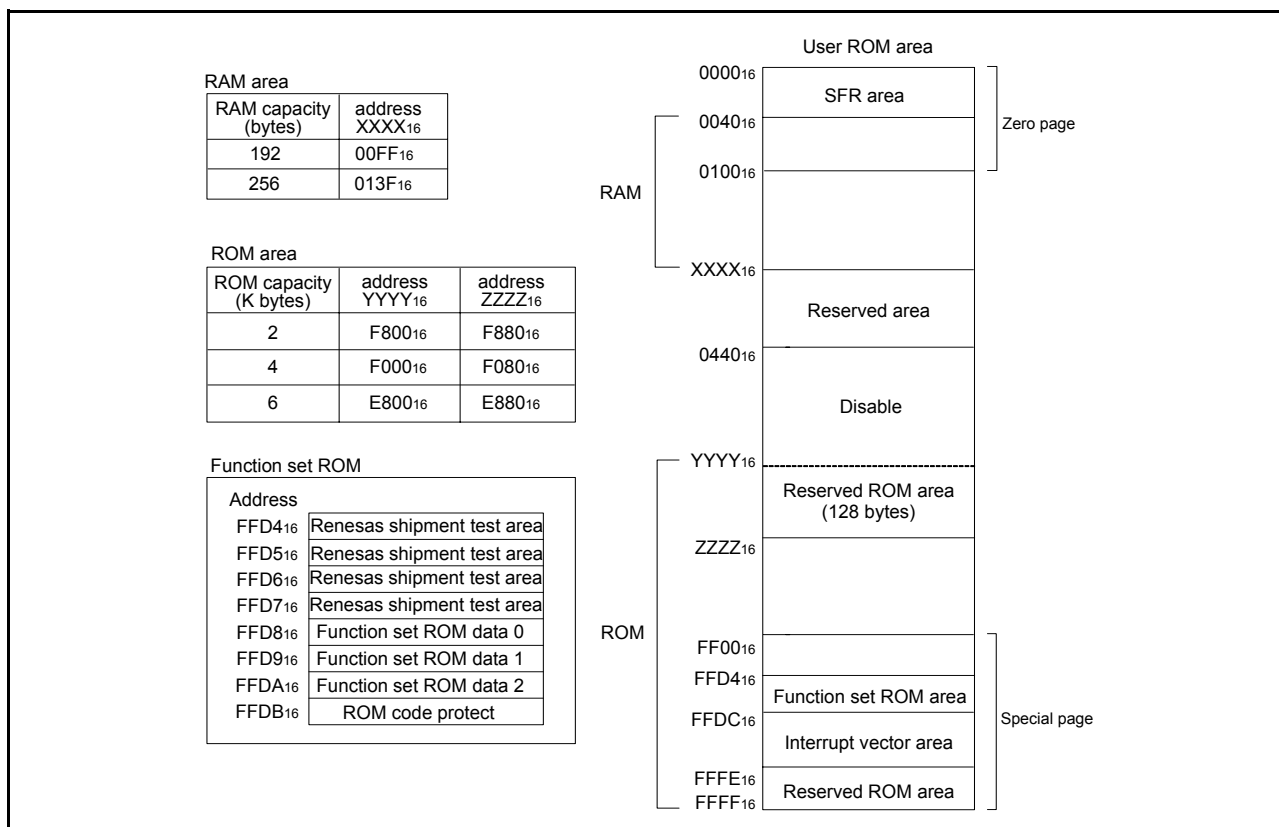 RAM area
RAM capacity (bytes) address XXXX16
192 00FF16
256 013F16
ROM area
ROM capacity (K bytes) address YYYY16 address ZZZZ16
2 F80016 F88016
4 F00016 F08016
6 E80016 E88016
Function set ROM
Address
FFD416 Renesas shipment test area
FFD516 Renesas shipment test area
FFD616 Renesas shipment test area
FFD716 Renesas shipment test area
FFD816 Function set ROM data 0
FFD916 Function set ROM data 1
FFDA16 Function set ROM data 2
FFDB16 ROM code protect
User ROM area
000016
SFR area
004016
Zero page
010016
RAM
XXXX16
Reserved area
044016
Disable
YYYY16
Reserved ROM area
(128 bytes)
ZZZZ16
ROM
FF0016
FFD416
Function set ROM area
FFDC16
Special page
Interrupt vector area
FFFE16
Reserved ROM area
FFFF16